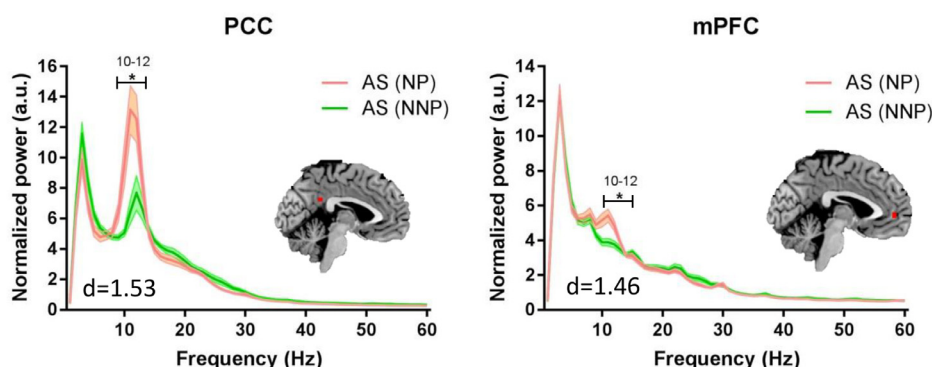 PCC
Normalized power (a.u.)
16
14
12
10
8
6
4
2
0
10-12
*
AS (NP)
AS (NNP)
d=1.53
10 20 30 40 50 60
Frequency (Hz)
mPFC
Normalized power (a.u.)
14
12
10
8
6
4
2
0
AS (NP)
AS (NNP)
10-12
*
d=1.46
10 20 30 40 50 60
Frequency (Hz)